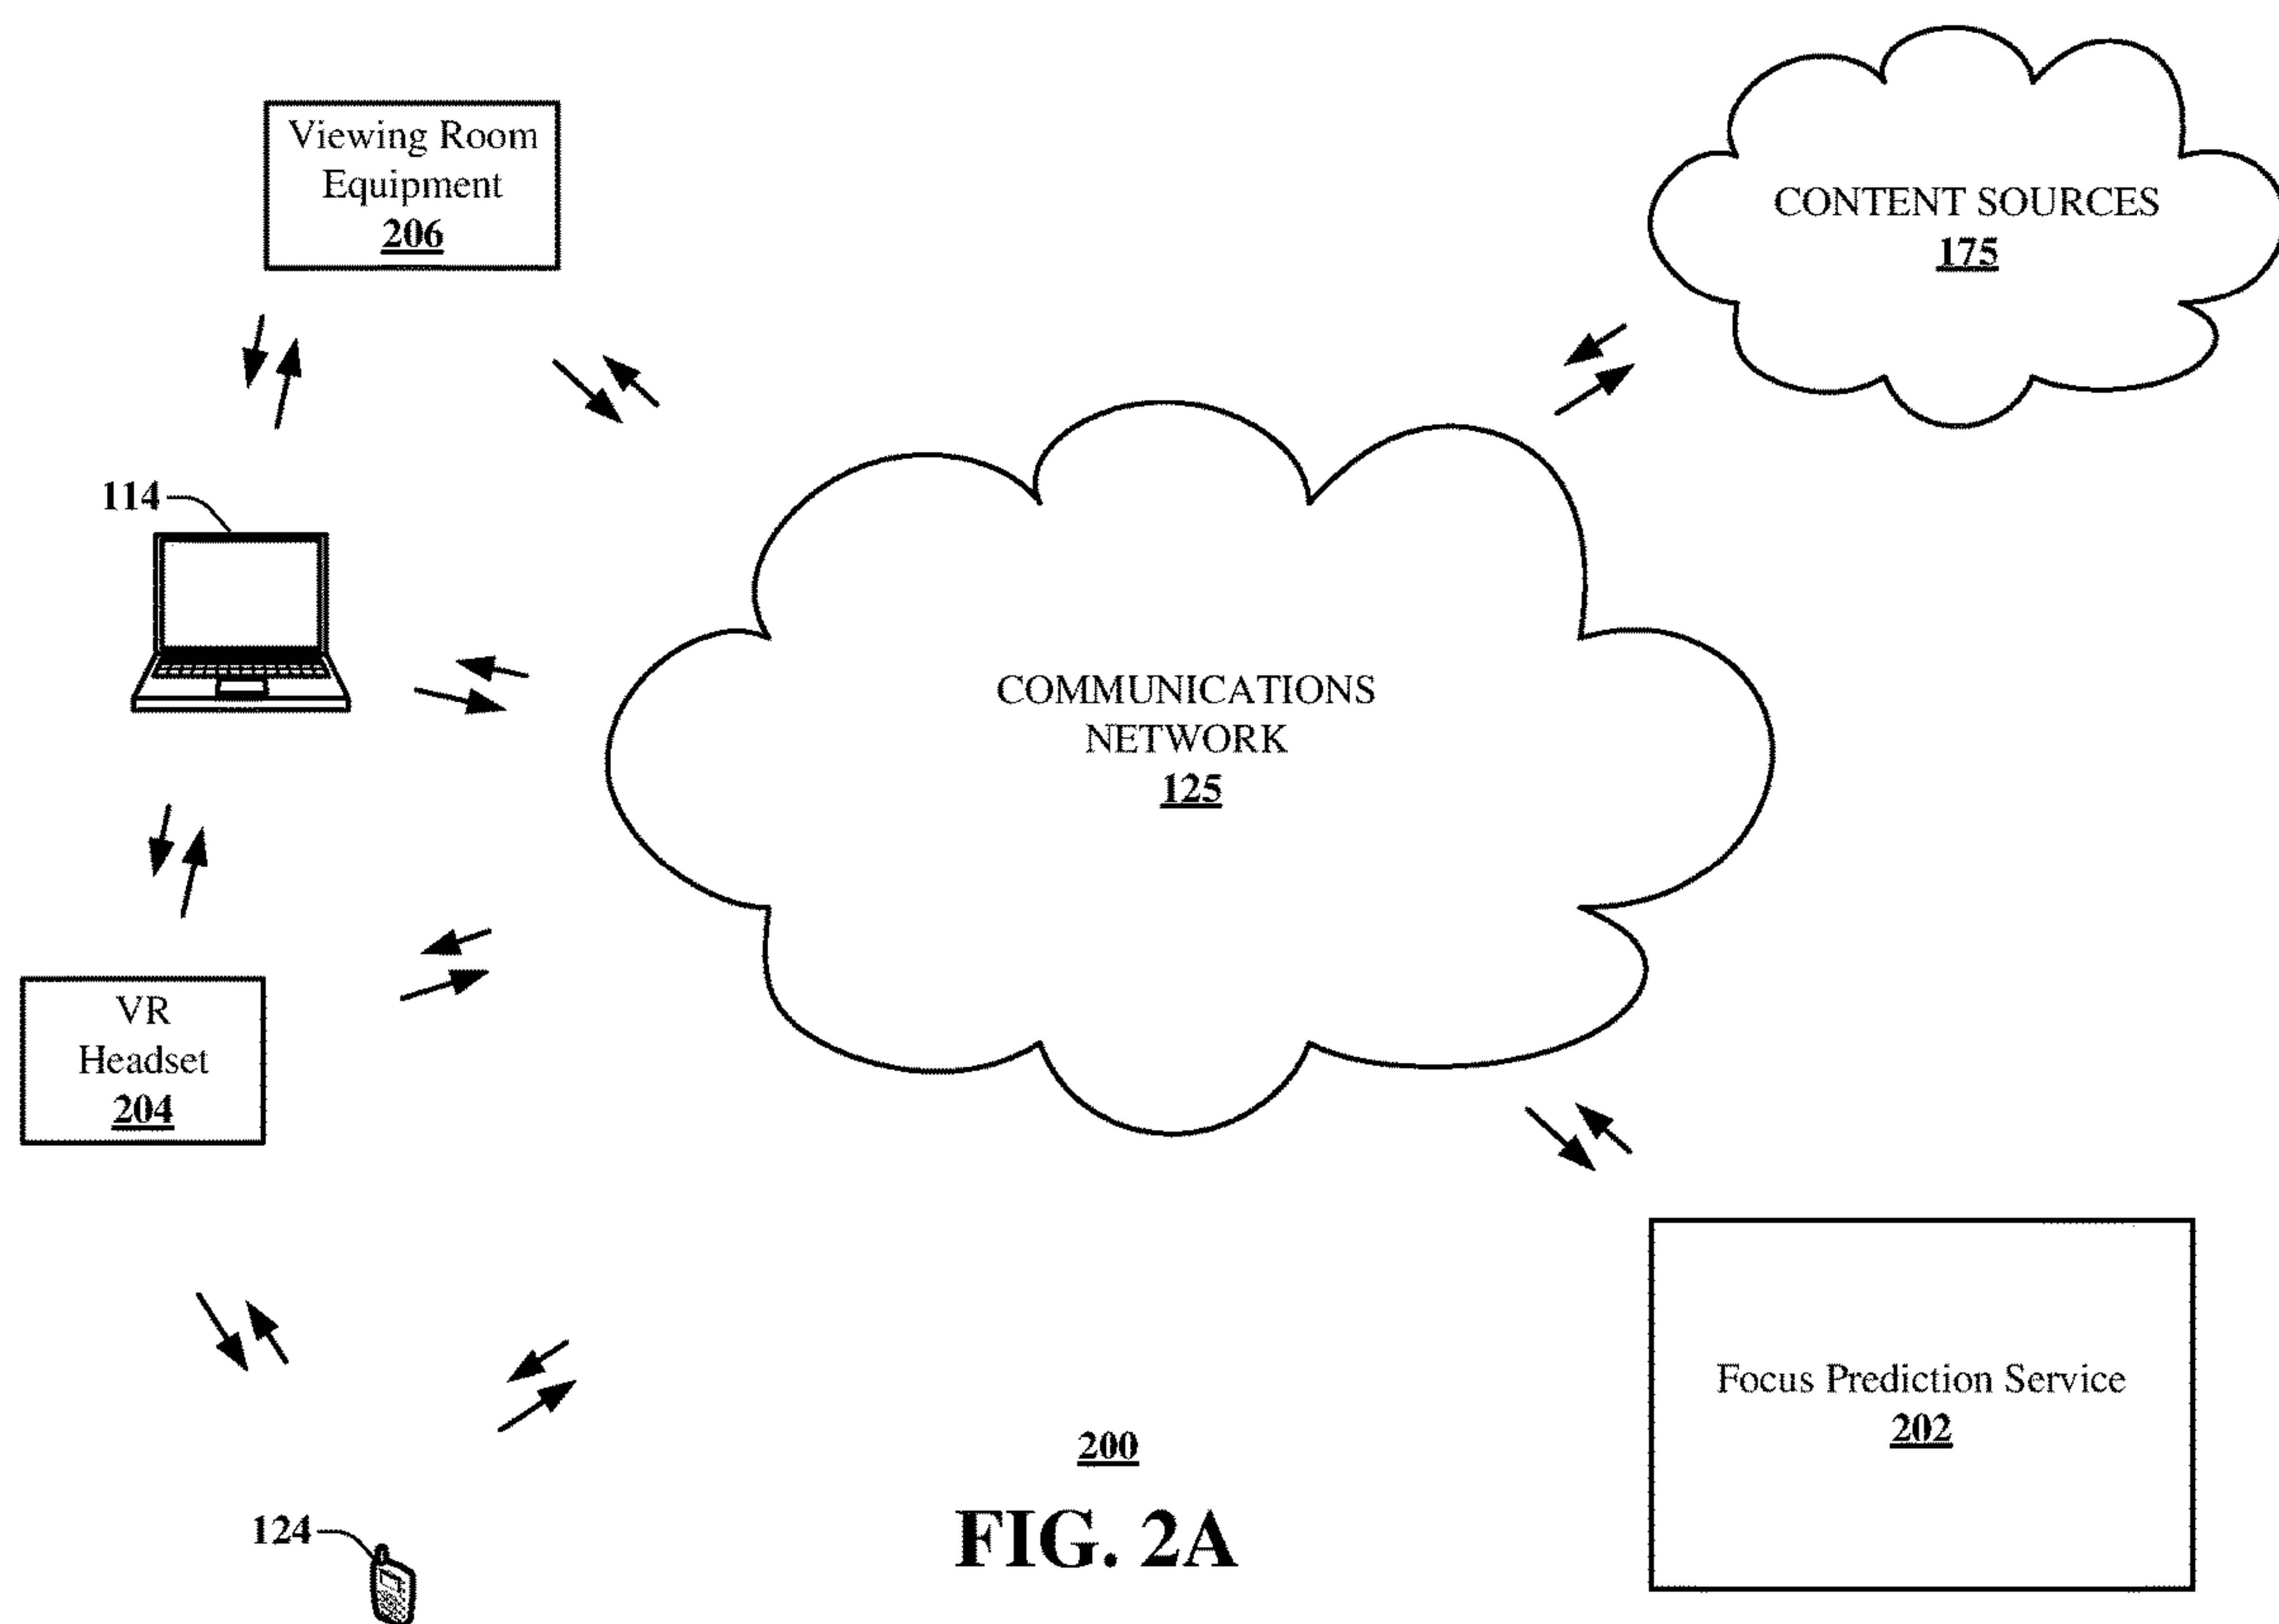 Viewing Room
Equipment
206
CONTENT SOURCES
175
114
COMMUNICATIONS
NETWORK
125
VR
Headset
204
Focus Prediction Service
202
200
FIG. 2A
124